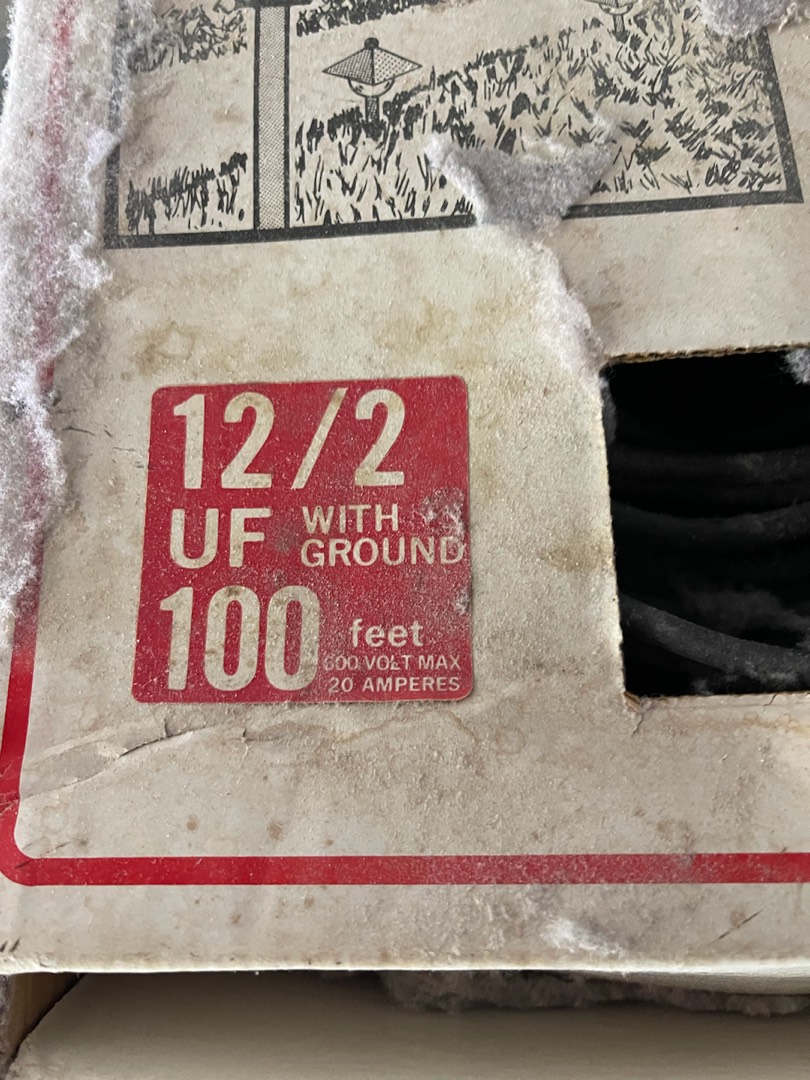 12/2
UF WITH GROUND
100 feet
600 VOLT MAX
20 AMPERES